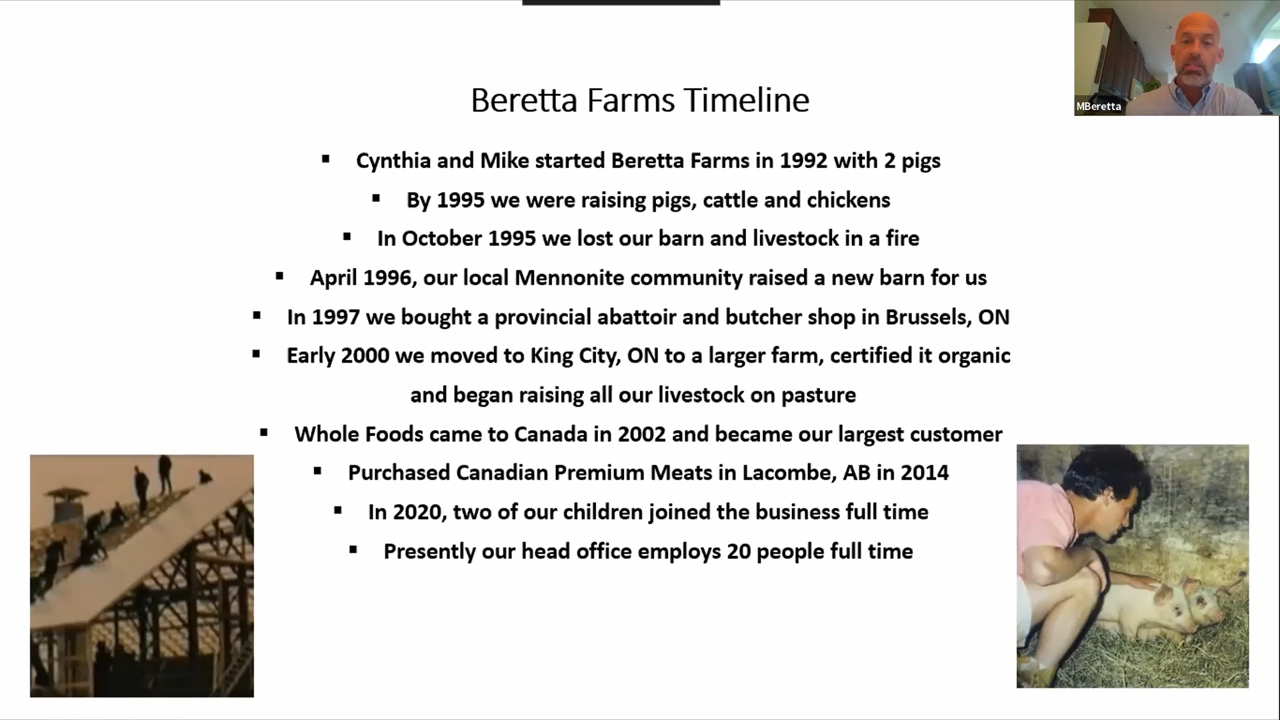 MBeretta
Beretta Farms Timeline
▪ Cynthia and Mike started Beretta Farms in 1992 with 2 pigs
▪ By 1995 we were raising pigs, cattle and chickens
▪ In October 1995 we lost our barn and livestock in a fire
▪ April 1996, our local Mennonite community raised a new barn for us
▪ In 1997 we bought a provincial abattoir and butcher shop in Brussels, ON
▪ Early 2000 we moved to King City, ON to a larger farm, certified it organic
and began raising all our livestock on pasture
▪ Whole Foods came to Canada in 2002 and became our largest customer
▪ Purchased Canadian Premium Meats in Lacombe, AB in 2014
▪ In 2020, two of our children joined the business full time
▪ Presently our head office employs 20 people full time